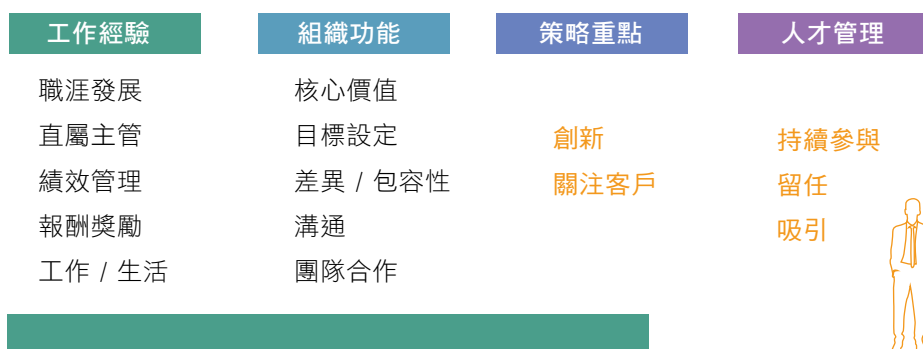 工作經驗
職涯發展
直屬主管
績效管理
報酬獎勵
工作 / 生活
組織功能
核心價值
目標設定
差異 / 包容性
溝通
團隊合作
策略重點
創新
關注客戶
人才管理
持續參與
留任
吸引